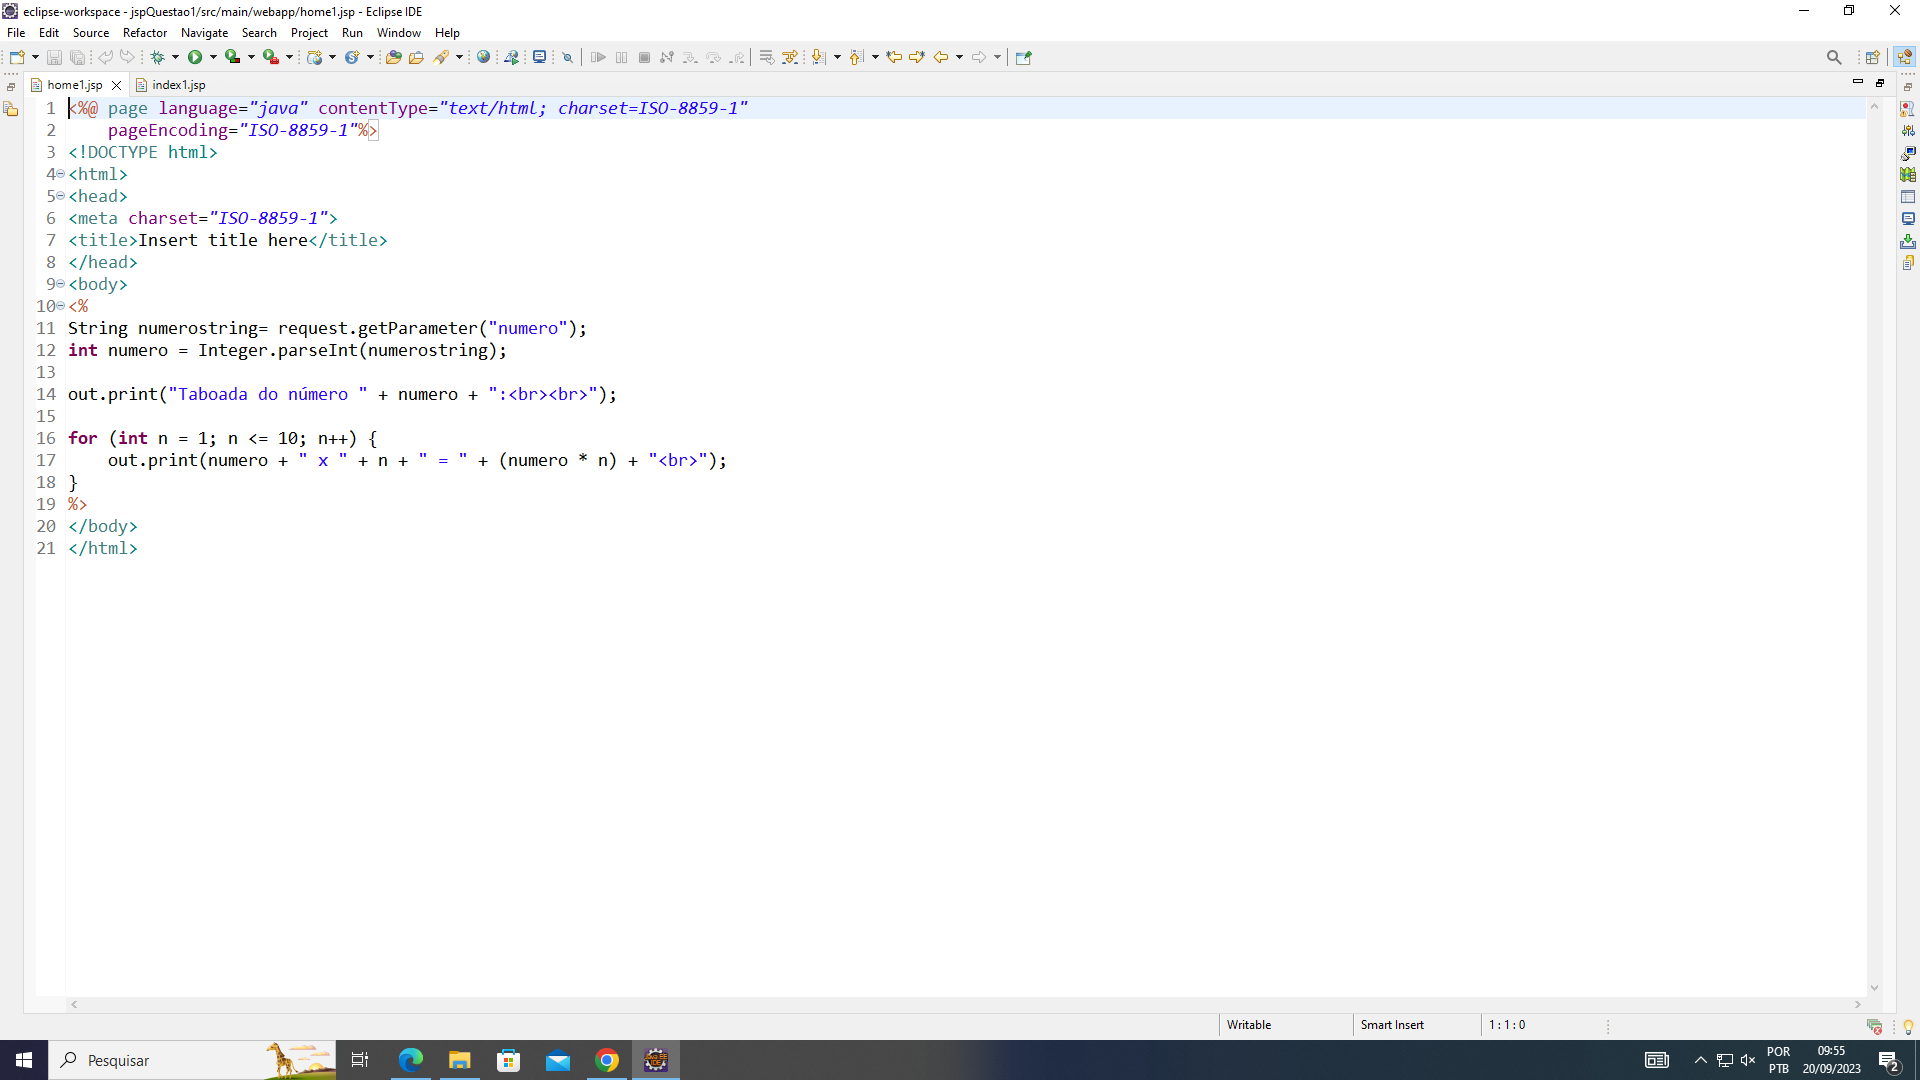 eclipse-workspace - jspQuestao1/src/main/webapp/home1.jsp - Eclipse IDE
File Edit Source Refactor Navigate Search Project Run Window Help
home1.jsp index1.jsp
1 <%@ page language="java" contentType="text/html; charset=ISO-8859-1"
2     pageEncoding="ISO-8859-1"%>
3 <!DOCTYPE html>
4 <html>
5 <head>
6 <meta charset="ISO-8859-1">
7 <title>Insert title here</title>
8 </head>
9 <body>
10 <%
11 String numerostring= request.getParameter("numero");
12 int numero = Integer.parseInt(numerostring);
13
14 out.print("Taboada do número " + numero + ":<br><br>");
15
16 for (int n = 1; n <= 10; n++) {
17     out.print(numero + " x " + n + " = " + (numero * n) + "<br>");
18 }
19 %>
20 </body>
21 </html>
Writable Smart Insert 1 : 1 : 0
Pesquisar
POR 09:55
PTB 20/09/2023 2